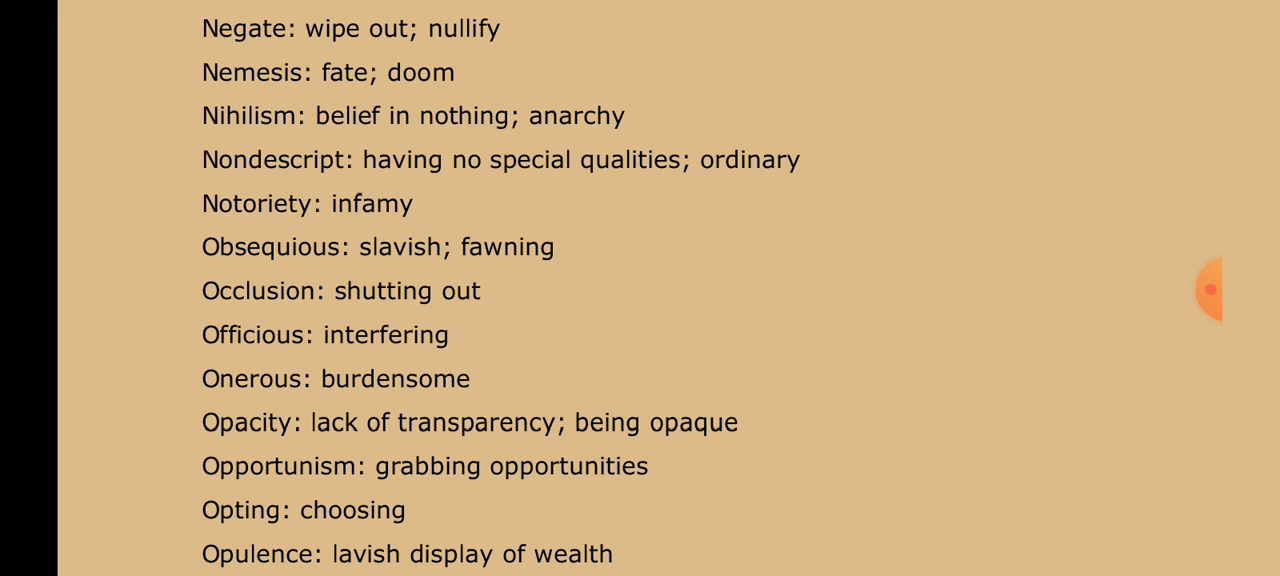 Negate: wipe out; nullify
Nemesis: fate; doom
Nihilism: belief in nothing; anarchy
Nondescript: having no special qualities; ordinary
Notoriety: infamy
Obsequious: slavish; fawning
Occlusion: shutting out
Officious: interfering
Onerous: burdensome
Opacity: lack of transparency; being opaque
Opportunism: grabbing opportunities
Opting: choosing
Opulence: lavish display of wealth